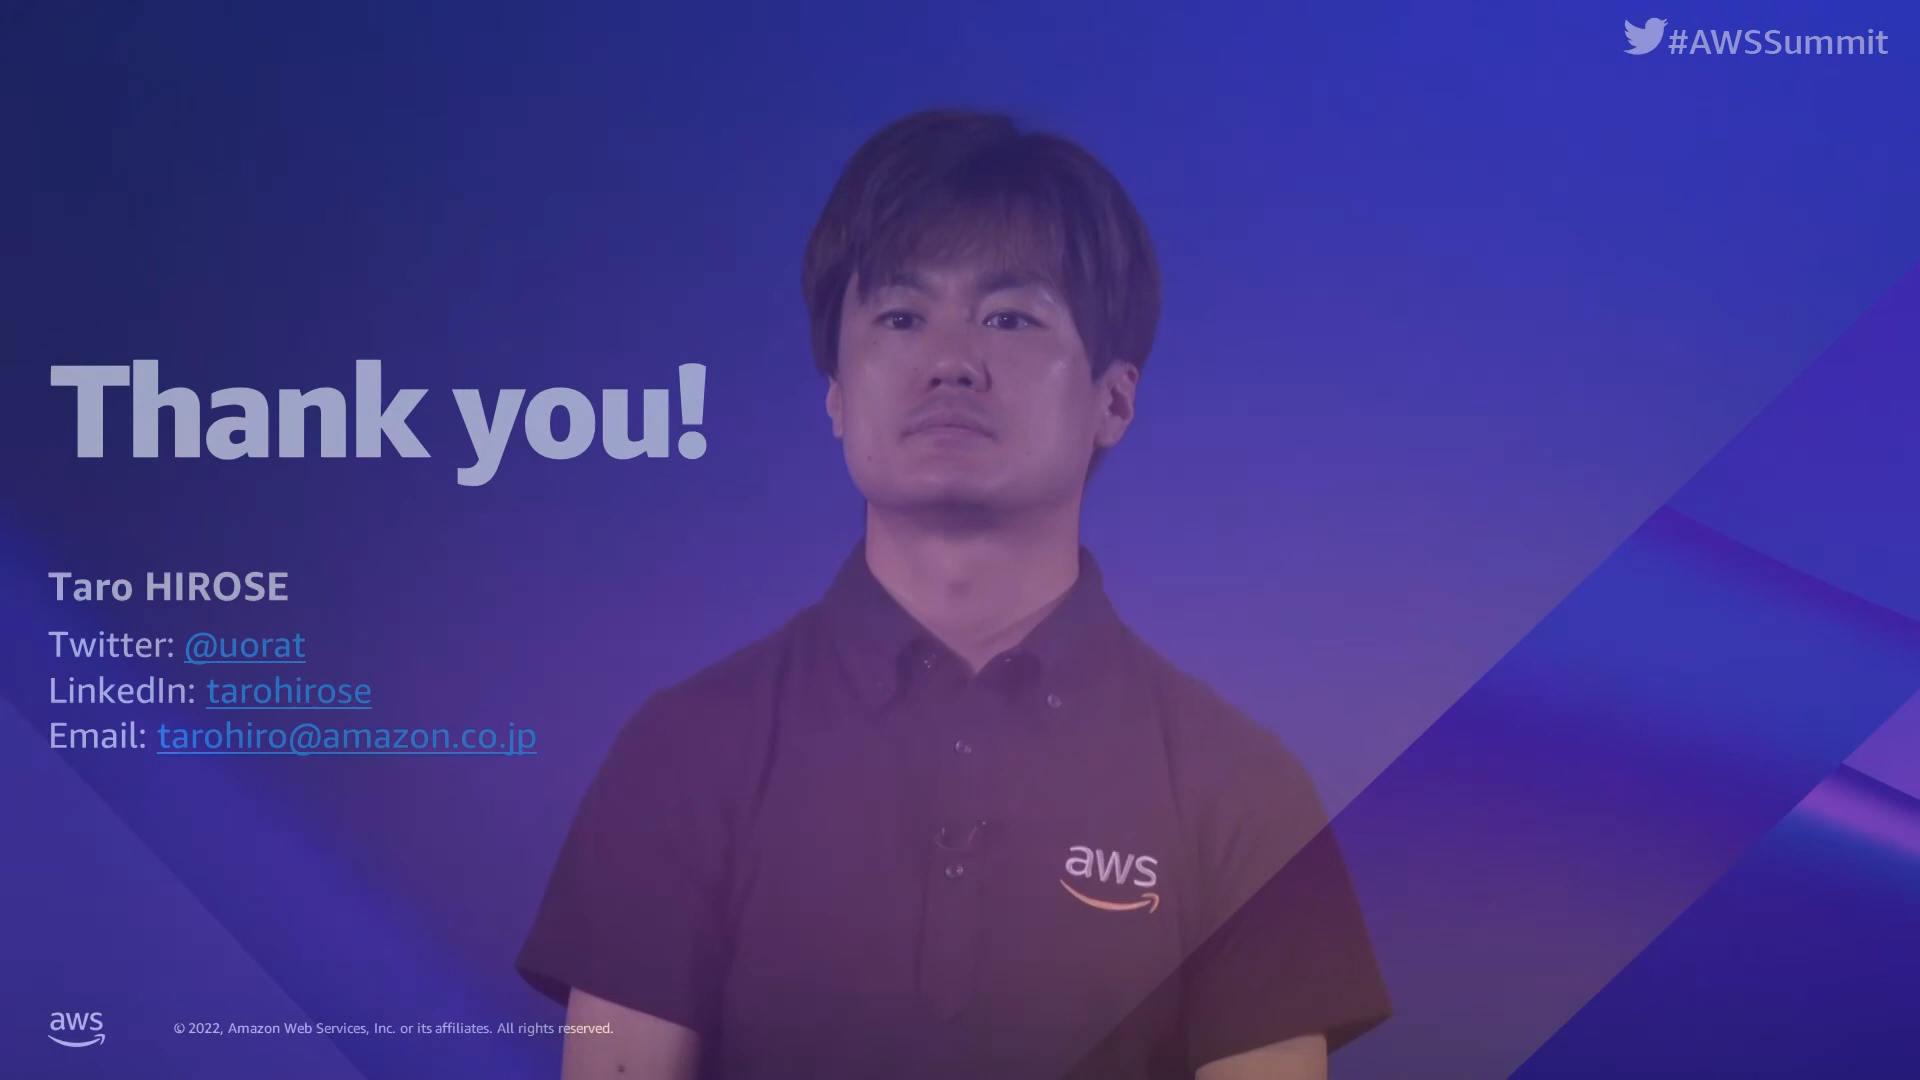 #AWSSummit
Thank you!
Taro HIROSE
Twitter: @uorat
LinkedIn: tarohirose
Email: tarohiro@amazon.co.jp
aws
aws
© 2022, Amazon Web Services, Inc. or its affiliates. All rights reserved.